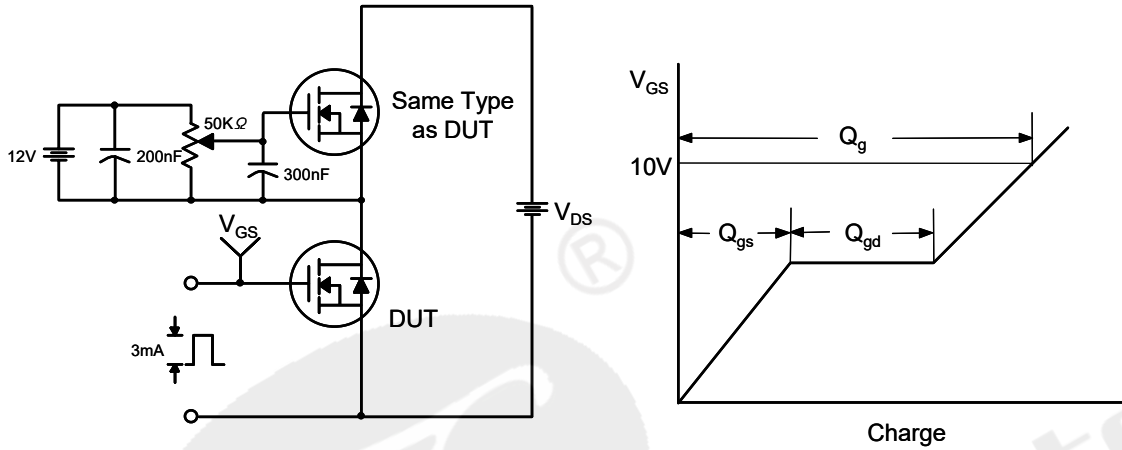 Same Type
as DUT
50KΩ
12V
200nF
300nF
V_GS
V_DS
DUT
3mA
V_GS
Q_g
10V
Q_gs
Q_gd
Charge
®